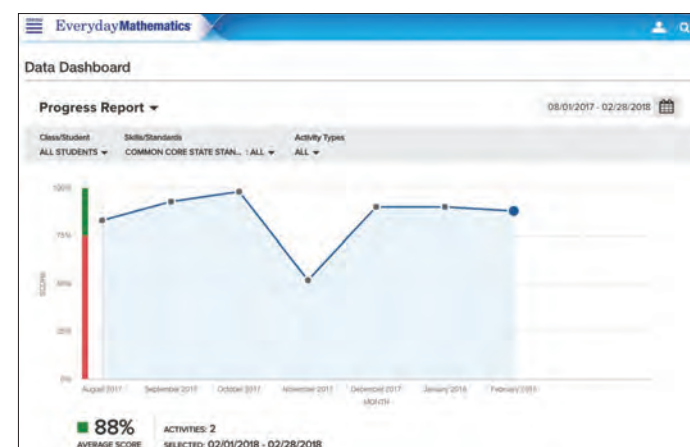 EverydayMathematics
Data Dashboard
Progress Report
08/01/2017 - 02/28/2018
Class/Student Skills/Standards Activity Types
ALL STUDENTS COMMON CORE STATE STAN... : ALL ALL
100%
75%
50%
25%
0%
SCORE
August 2017 September 2017 October 2017 November 2017 December 2017 January 2018 February 2018
MONTH
88% ACTIVITIES: 2
AVERAGE SCORE SELECTED: 02/01/2018 - 02/28/2018